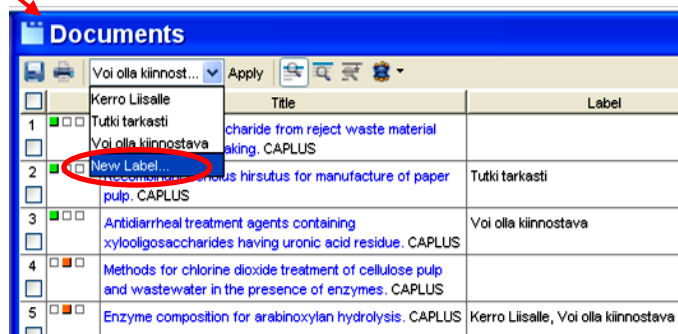 Documents
Voi olla kiinnost... Apply
Kerro Liisalle
Tutki tarkasti
Voi olla kiinnostava
New Label...
Title Label
1 charide from reject waste material
aking. CAPLUS
2 hirsutus for manufacture of paper Tutki tarkasti
pulp. CAPLUS
3 Antidiarrheal treatment agents containing Voi olla kiinnostava
xylooligosaccharides having uronic acid residue. CAPLUS
4 Methods for chlorine dioxide treatment of cellulose pulp
and wastewater in the presence of enzymes. CAPLUS
5 Enzyme composition for arabinoxylan hydrolysis. CAPLUS Kerro Liisalle, Voi olla kiinnostava